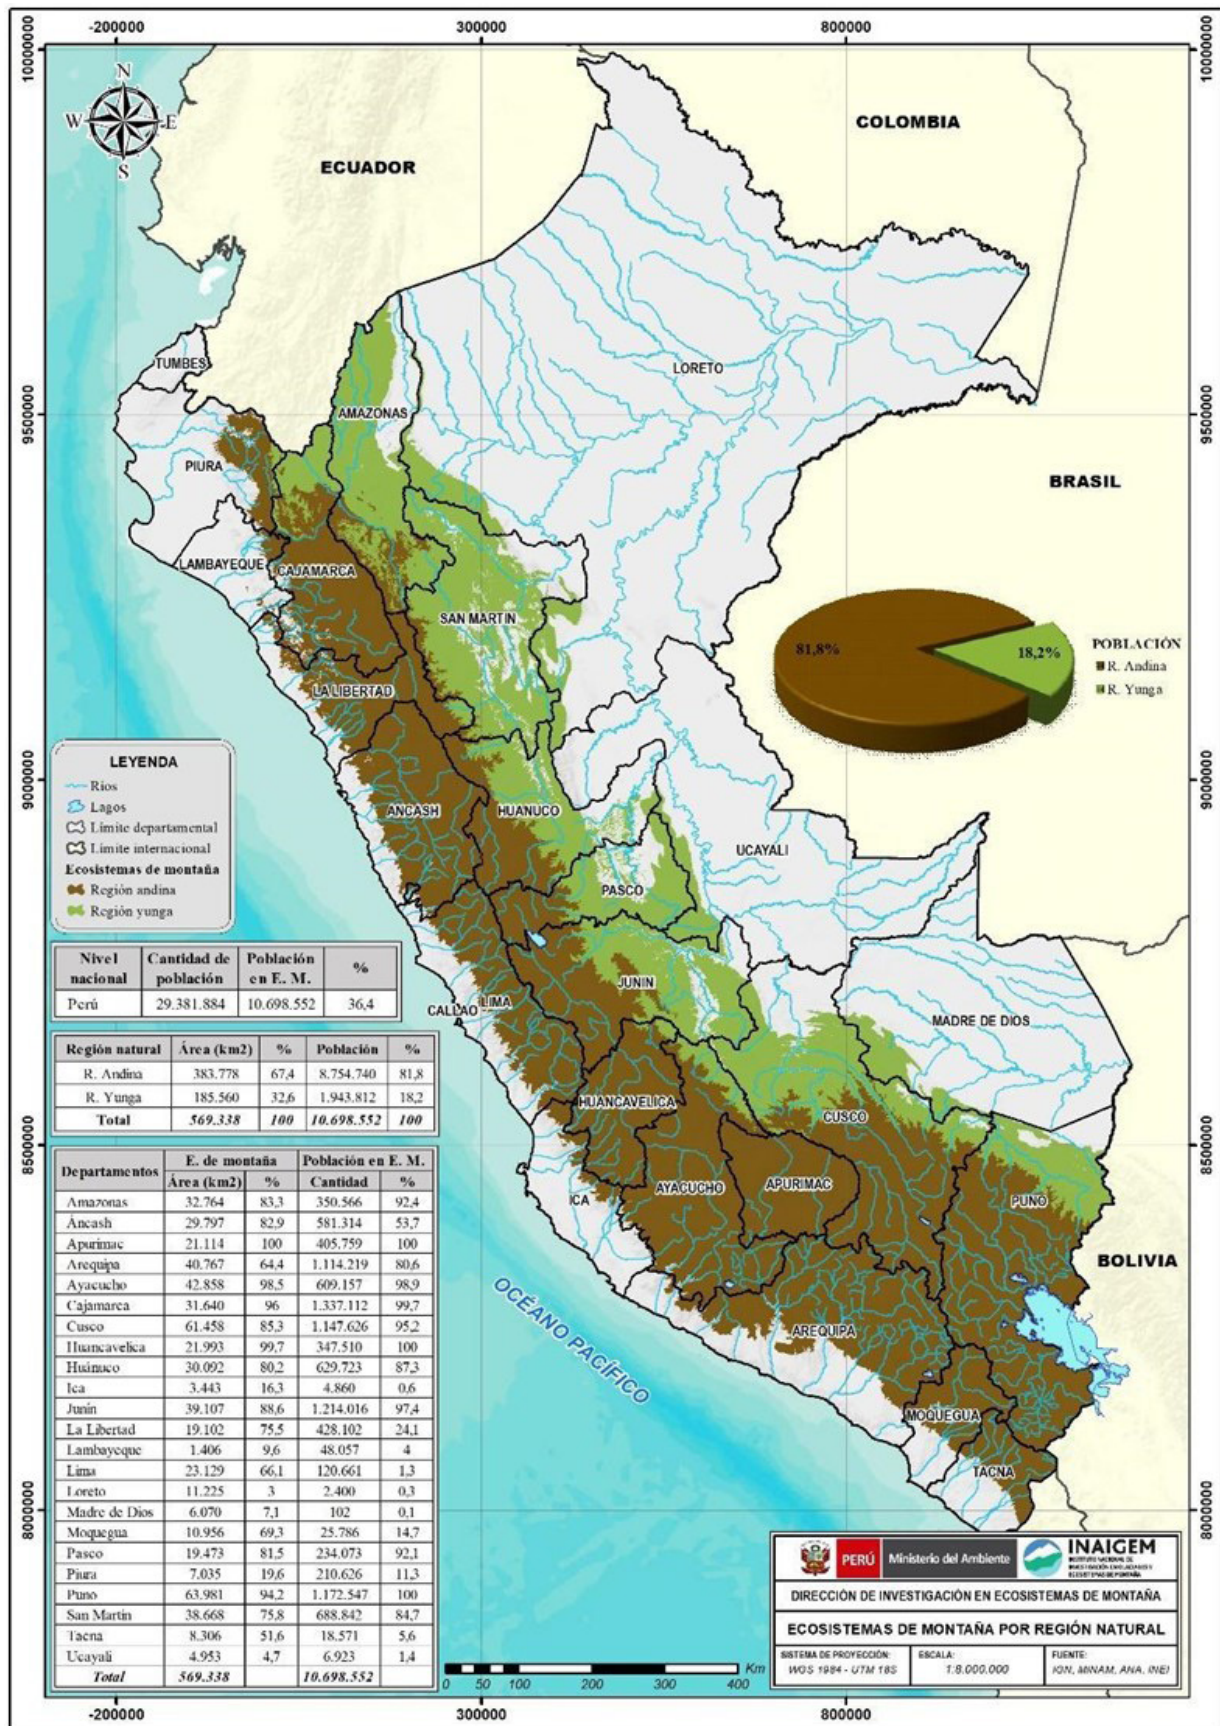 -200000 300000 800000
10000000 10000000
N
W E
S
COLOMBIA
ECUADOR
TUMBES
LORETO
9500000 9500000
AMAZONAS
PIURA
BRASIL
LAMBAYEQUE
CAJAMARCA
SAN MARTIN
81,8%
18,2%
POBLACIÓN
R. Andina
R. Yunga
LA LIBERTAD
9000000 9000000
LEYENDA
Ríos
Lagos
Límite departamental
Límite internacional
Ecosistemas de montaña
Región andina
Región yunga
ANCASH
HUANUCO
UCAYALI
PASCO
JUNIN
CALLAO
LIMA
MADRE DE DIOS
HUANCAVELICA
CUSCO
8500000 8500000
ICA
AYACUCHO
APURIMAC
PUNO
BOLIVIA
OCÉANO PACÍFICO
AREQUIPA
MOQUEGUA
TACNA
8000000 8000000
Nivel nacional Cantidad de población Población en E. M. %
Perú 29.381.884 10.698.552 36,4
Región natural Área (km2) % Población %
R. Andina 383.778 67,4 8.754.740 81,8
R. Yunga 185.560 32,6 1.943.812 18,2
Total 569.338 100 10.698.552 100
Departamentos E. de montaña Población en E. M.
Área (km2) % Cantidad %
Amazonas 32.764 83,3 350.566 92,4
Áncash 29.797 82,9 581.314 53,7
Apurimac 21.114 100 405.759 100
Arequipa 40.767 64,4 1.114.219 80,6
Ayacucho 42.858 98,5 609.157 98,9
Cajamarca 31.640 96 1.337.112 99,7
Cusco 61.458 85,3 1.147.626 95,2
Huancavelica 21.993 99,7 347.510 100
Huánuco 30.092 80,2 629.723 87,3
Ica 3.443 16,3 4.860 0,6
Junín 39.107 88,6 1.214.016 97,4
La Libertad 19.102 75,5 428.102 24,1
Lambayeque 1.406 9,6 48.057 4
Lima 23.129 66,1 120.661 1,3
Loreto 11.225 3 2.400 0,3
Madre de Dios 6.070 7,1 102 0,1
Moquegua 10.956 69,3 25.786 14,7
Pasco 19.473 81,5 234.073 92,1
Piura 7.035 19,6 210.626 11,3
Puno 63.981 94,2 1.172.547 100
San Martin 38.668 75,8 688.842 84,7
Tacna 8.306 51,6 18.571 5,6
Ucayali 4.953 4,7 6.923 1,4
Total 569.338 10.698.552
0 50 100 200 300 400 Km
PERÚ Ministerio del Ambiente INAIGEM
INSTITUTO NACIONAL DE
INVESTIGACIÓN EN GLACIARES Y
ECOSISTEMAS DE MONTAÑA
DIRECCIÓN DE INVESTIGACIÓN EN ECOSISTEMAS DE MONTAÑA
ECOSISTEMAS DE MONTAÑA POR REGIÓN NATURAL
SISTEMA DE PROYECCIÓN: ESCALA: FUENTE:
WGS 1984 - UTM 18S 1:8.000.000 IGN, MINAM, ANA, INEI
-200000 300000 800000